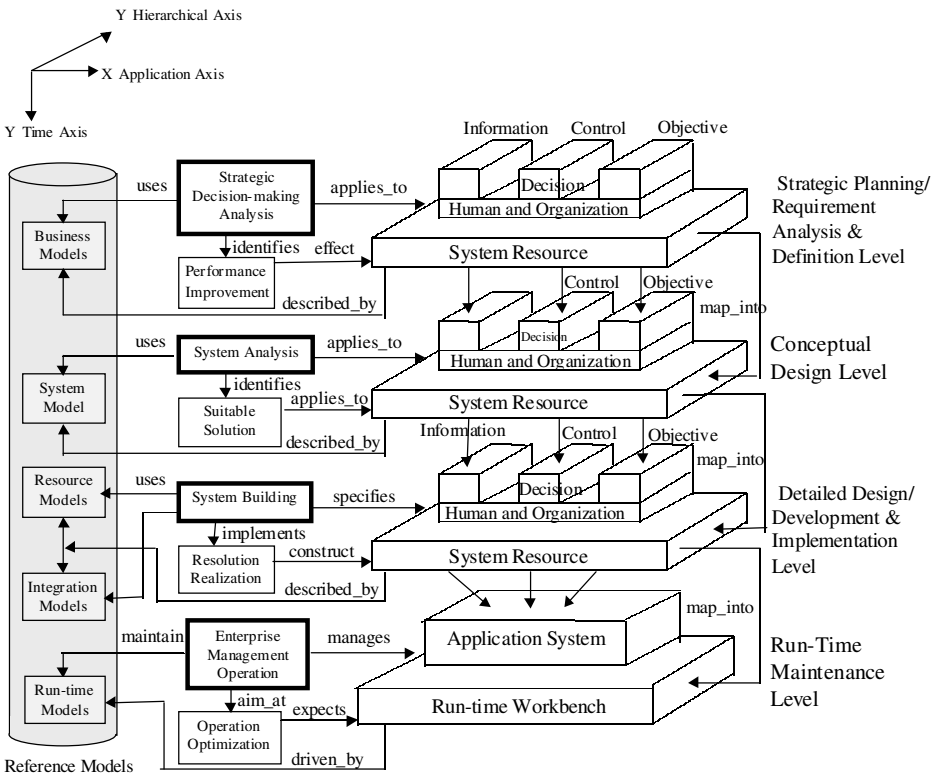 Y Hierarchical Axis
X Application Axis
Y Time Axis
Information
Control
Objective
uses
Strategic
Decision-making
Analysis
applies_to
Decision
Human and Organization
System Resource
Strategic Planning/
Requirement
Analysis &
Definition Level
Business
Models
identifies
effect
Performance
Improvement
described_by
Control
Objective
map_into
uses
System Analysis
applies_to
Decision
Human and Organization
System Resource
Conceptual
Design Level
System
Model
identifies
applies_to
Suitable
Solution
described_by
Information
Control
Objective
map_into
Resource
Models
uses
System Building
specifies
Decision
Human and Organization
System Resource
Detailed Design/
Development &
Implementation
Level
implements
construct
Resolution
Realization
described_by
Integration
Models
map_into
maintain
Enterprise
Management
Operation
manages
Application System
Run-Time
Maintenance
Level
Run-time
Models
aim_at
expects
Operation
Optimization
Run-time Workbench
driven_by
Reference Models